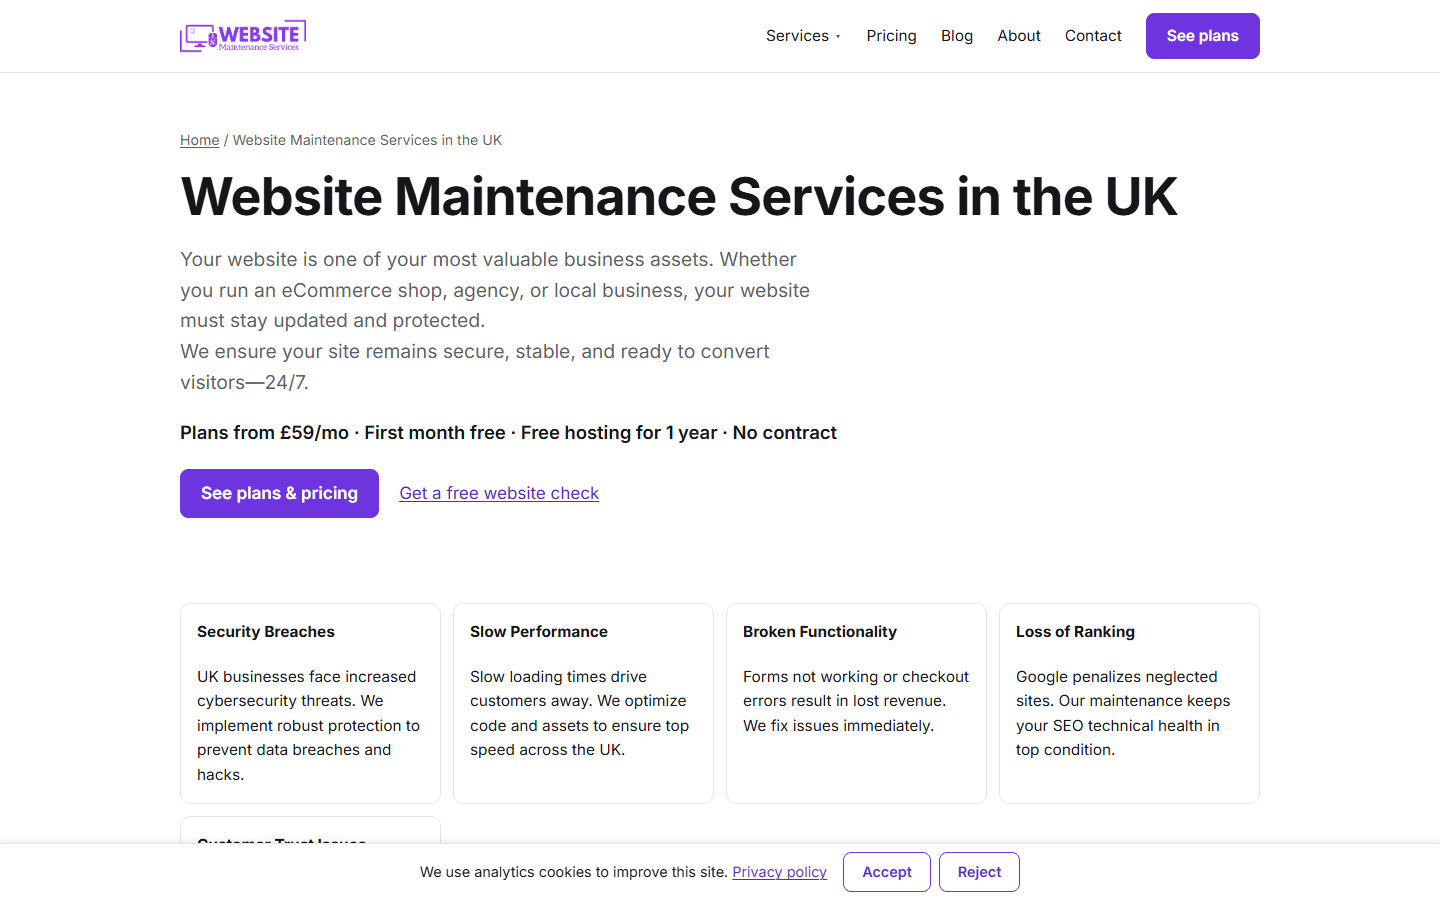 WEBSITE
Maintenance Services
Services
Pricing
Blog
About
Contact
See plans
Home / Website Maintenance Services in the UK
Website Maintenance Services in the UK
Your website is one of your most valuable business assets. Whether
you run an eCommerce shop, agency, or local business, your website
must stay updated and protected.
We ensure your site remains secure, stable, and ready to convert
visitors—24/7.
Plans from £59/mo · First month free · Free hosting for 1 year · No contract
See plans & pricing
Get a free website check
Security Breaches
UK businesses face increased
cybersecurity threats. We
implement robust protection to
prevent data breaches and
hacks.
Slow Performance
Slow loading times drive
customers away. We optimize
code and assets to ensure top
speed across the UK.
Broken Functionality
Forms not working or checkout
errors result in lost revenue.
We fix issues immediately.
Loss of Ranking
Google penalizes neglected
sites. Our maintenance keeps
your SEO technical health in
top condition.
Customer Trust Issues
We use analytics cookies to improve this site. Privacy policy
Accept
Reject